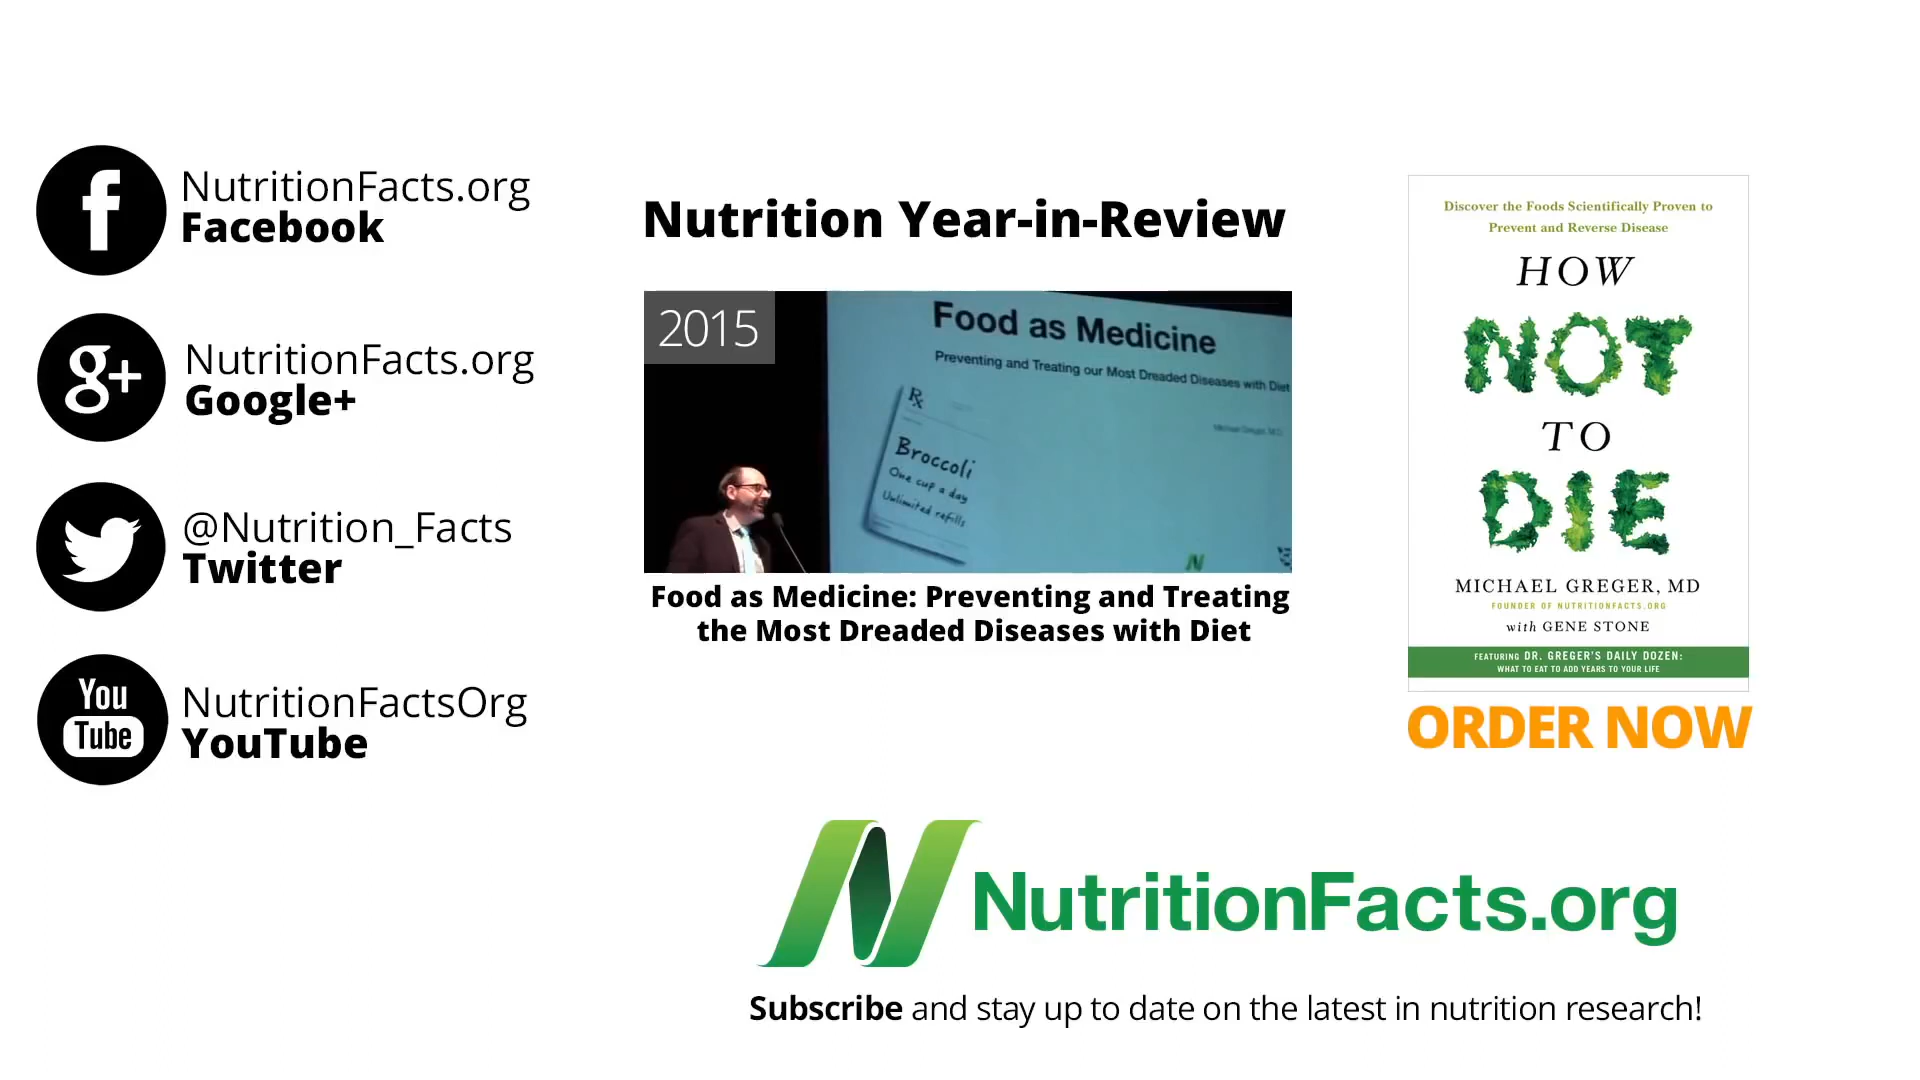 NutritionFacts.org
Facebook
g+
NutritionFacts.org
Google+
@Nutrition_Facts
Twitter
You
Tube
NutritionFactsOrg
YouTube
Nutrition Year-in-Review
2015
Food as Medicine
Preventing and Treating our Most Dreaded Diseases with Diet
Rx
Michael Greger, M.D.
Broccoli
One cup a day
Unlimited refills
Food as Medicine: Preventing and Treating
the Most Dreaded Diseases with Diet
Discover the Foods Scientifically Proven to
Prevent and Reverse Disease
HOW
NOT
TO
DIE
MICHAEL GREGER, MD
FOUNDER OF NUTRITIONFACTS.ORG
with GENE STONE
FEATURING DR. GREGER'S DAILY DOZEN:
WHAT TO EAT TO ADD YEARS TO YOUR LIFE
ORDER NOW
NutritionFacts.org
Subscribe and stay up to date on the latest in nutrition research!